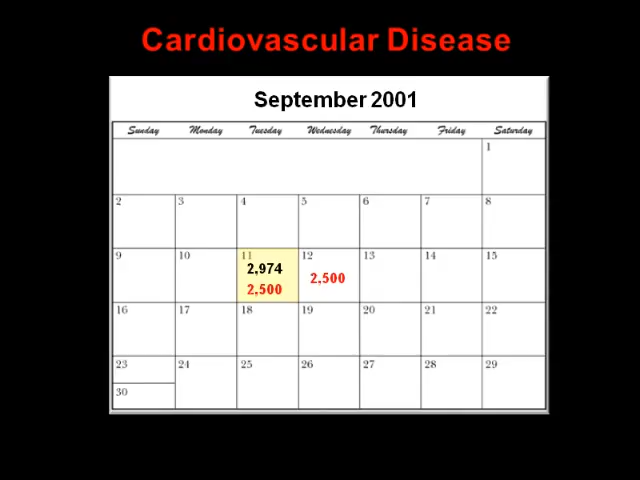 Cardiovascular Disease
September 2001
Sunday Monday Tuesday Wednesday Thursday Friday Saturday
1
2 3 4 5 6 7 8
9 10 11 12 13 14 15
2,974
2,500 2,500
16 17 18 19 20 21 22
23 24 25 26 27 28 29
30